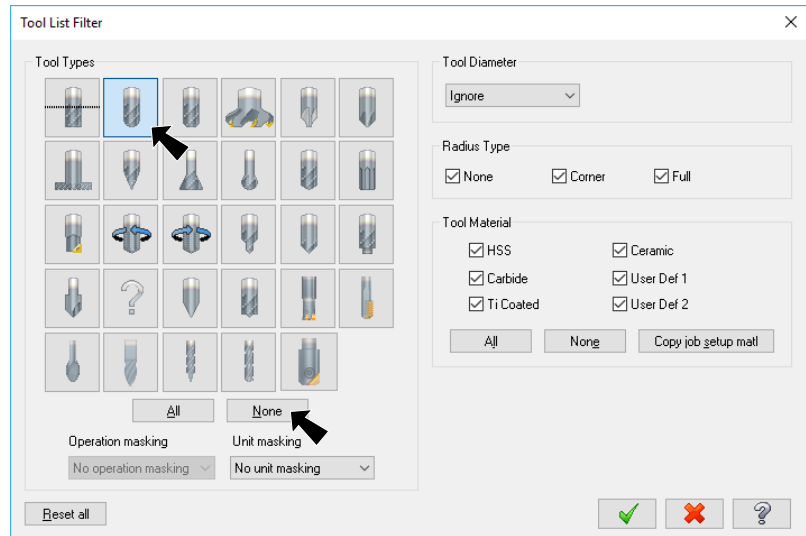 Tool List Filter
Tool Types
All
None
Operation masking
Unit masking
No operation masking
No unit masking
Reset all
Tool Diameter
Ignore
Radius Type
None
Corner
Full
Tool Material
HSS
Ceramic
Carbide
User Def 1
Ti Coated
User Def 2
All
None
Copy job setup matl